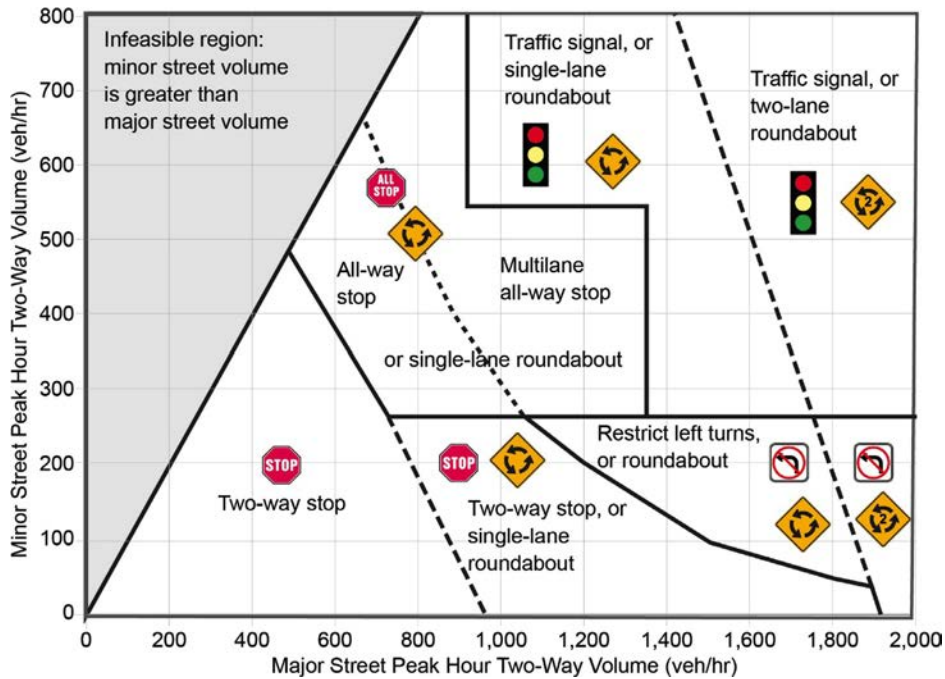 800
700
600
500
400
300
200
100
0
Minor Street Peak Hour Two-Way Volume (veh/hr)
Infeasible region:
minor street volume
is greater than
major street volume
Traffic signal, or
single-lane
roundabout
Traffic signal, or
two-lane
roundabout
ALL
STOP
2
All-way
stop
Multilane
all-way stop
or single-lane roundabout
Restrict left turns,
or roundabout
STOP
Two-way stop
STOP
Two-way stop, or
single-lane
roundabout
2
0
200
400
600
800
1,000
1,200
1,400
1,600
1,800
2,000
Major Street Peak Hour Two-Way Volume (veh/hr)